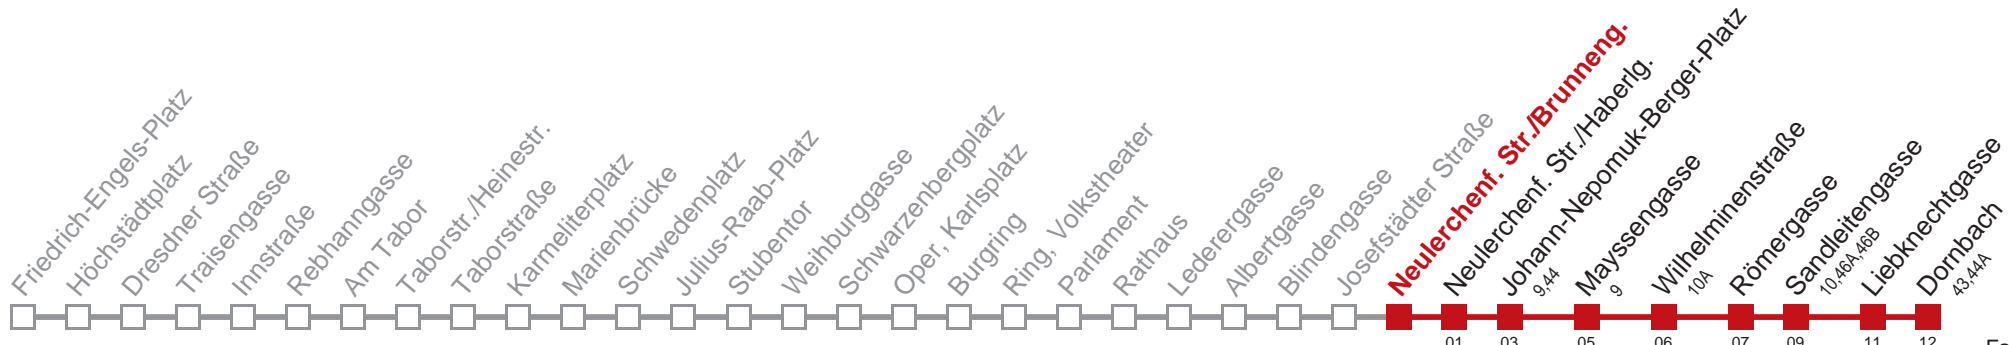 Friedrich-Engels-Platz
Höchstädtplatz
Dresdner Straße
Traisengasse
Innstraße
Rebhanngasse
Am Tabor
Taborstr./Heinestr.
Taborstraße
Karmeliterplatz
Marienbrücke
Schwedenplatz
Julius-Raab-Platz
Stubentor
Weihburggasse
Schwarzenbergplatz
Oper, Karlsplatz
Burgring
Ring, Volkstheater
Parlament
Rathaus
Lederergasse
Albertgasse
Blindengasse
Josefstädter Straße
Neulerchenf. Str./Brunneng.
Neulerchenf. Str./Haberlg.
Johann-Nepomuk-Berger-Platz
9,44
Mayssengasse
9
Wilhelminenstraße
10A
Römergasse
Sandleitengasse
10,46A,46B
Liebknechtgasse
Dornbach
43,44A
01 03 05 06 07 09 11 12